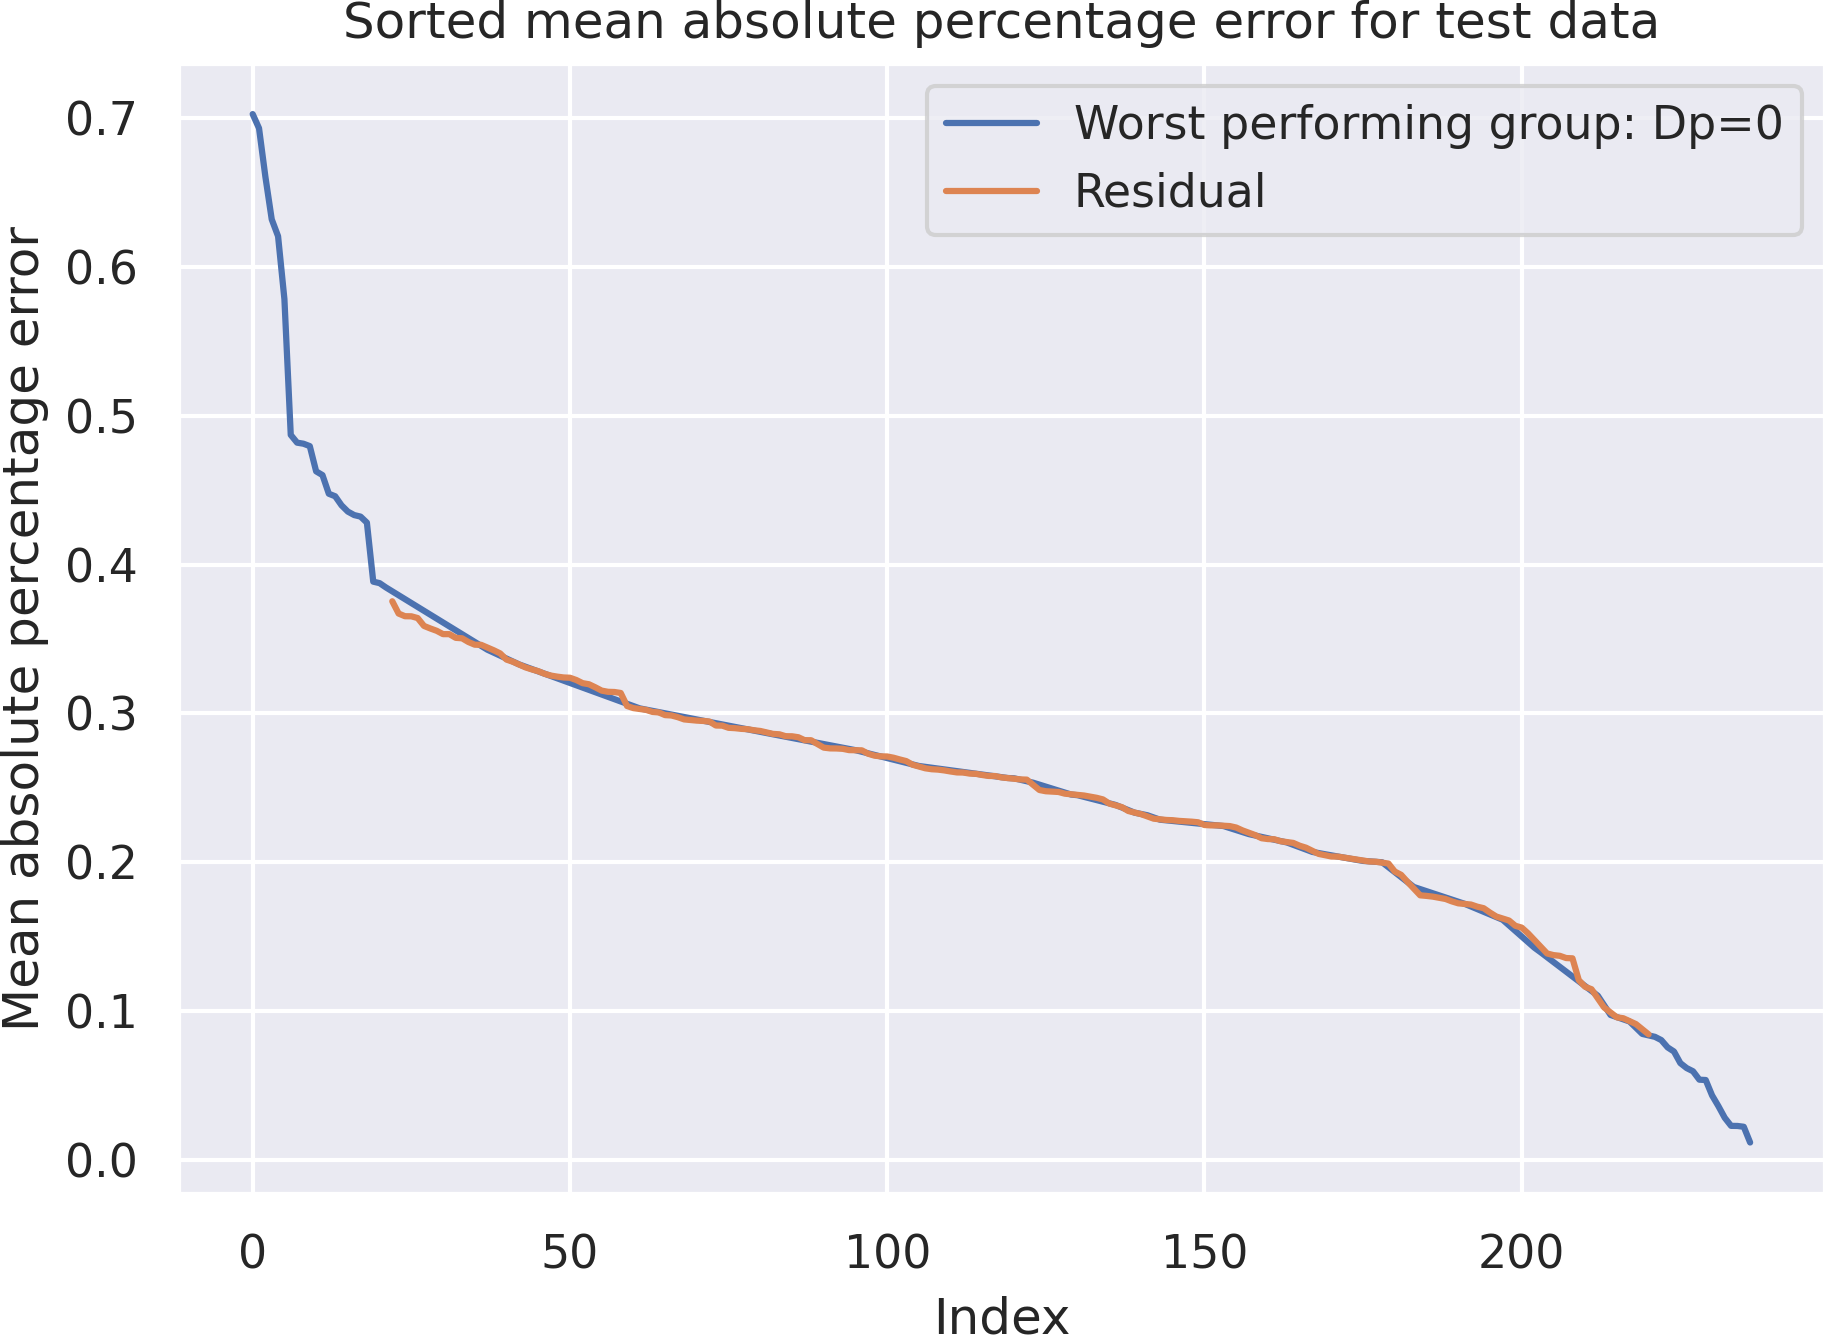 Sorted mean absolute percentage error for test data
Worst performing group: Dp=0
Residual
Mean absolute percentage error
0.7
0.6
0.5
0.4
0.3
0.2
0.1
0.0
0 50 100 150 200
Index